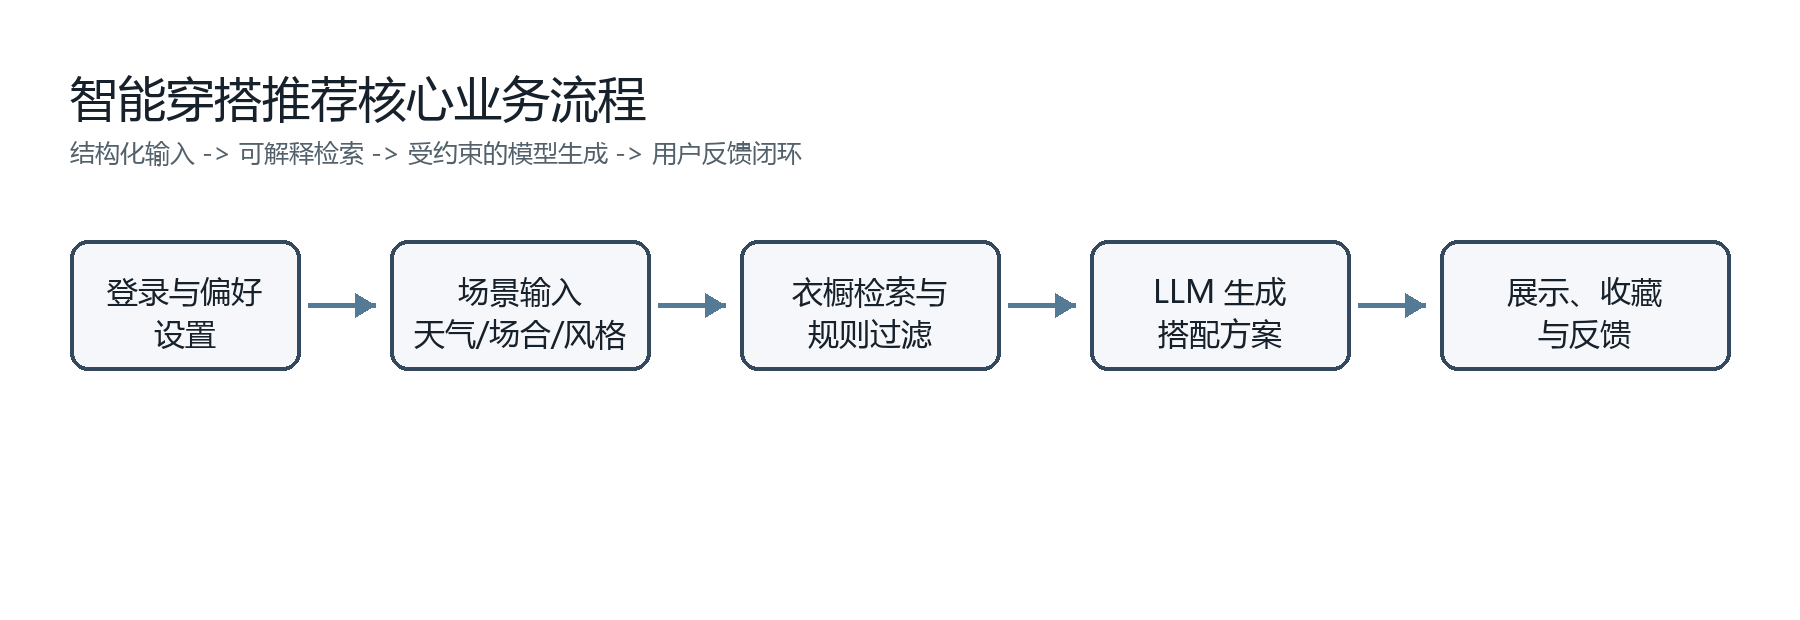 智能穿搭推荐核心业务流程
结构化输入 -> 可解释检索 -> 受约束的模型生成 -> 用户反馈闭环
登录与偏好
设置
场景输入
天气/场合/风格
衣橱检索与
规则过滤
LLM 生成
搭配方案
展示、收藏
与反馈